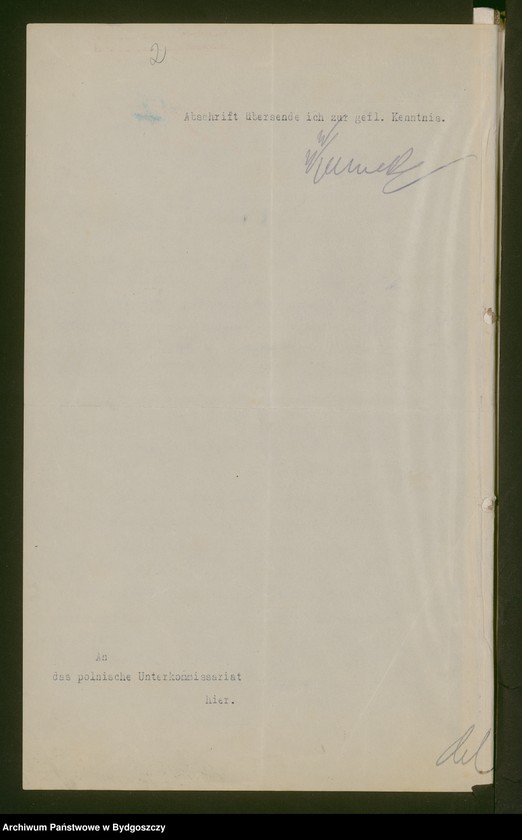 2
Abschrift übersende ich zur gefl. Kenntnis.
An
das polnische Unterkommissariat
hier.
Archiwum Państwowe w Bydgoszczy